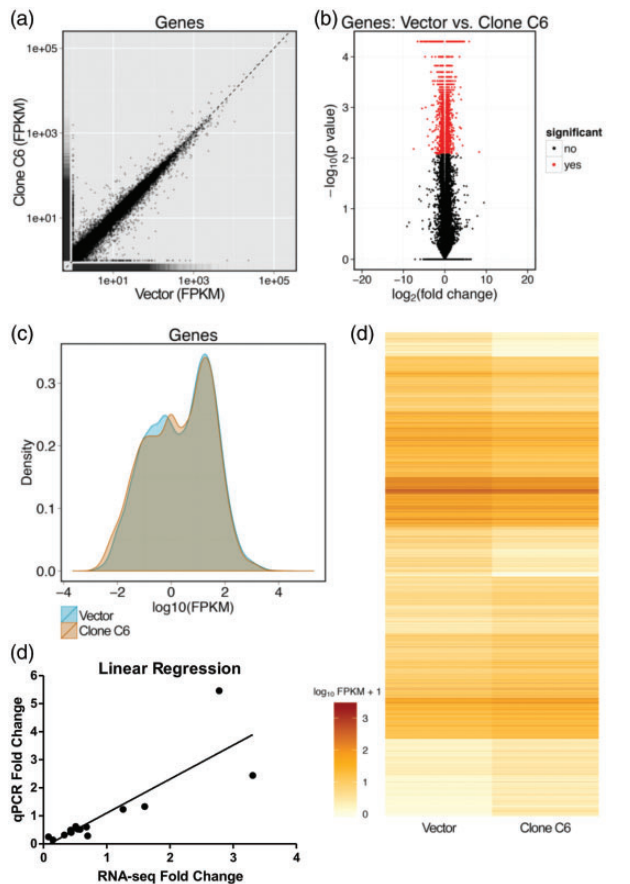 (a)
Genes
1e+05
1e+03
1e+01
Clone C6 (FPKM)
1e+01 1e+03 1e+05
Vector (FPKM)
(b)
Genes: Vector vs. Clone C6
4
3
2
1
0
−log10(p value)
−20 −10 0 10 20
log2(fold change)
significant
no
yes
(c)
Genes
0.3
0.2
0.1
0.0
Density
−4 −2 0 2 4
log10(FPKM)
Vector
Clone C6
(d)
log10 FPKM + 1
3
2
1
0
Vector Clone C6
(d)
Linear Regression
6
5
4
3
2
1
0
qPCR Fold Change
0 1 2 3 4
RNA-seq Fold Change